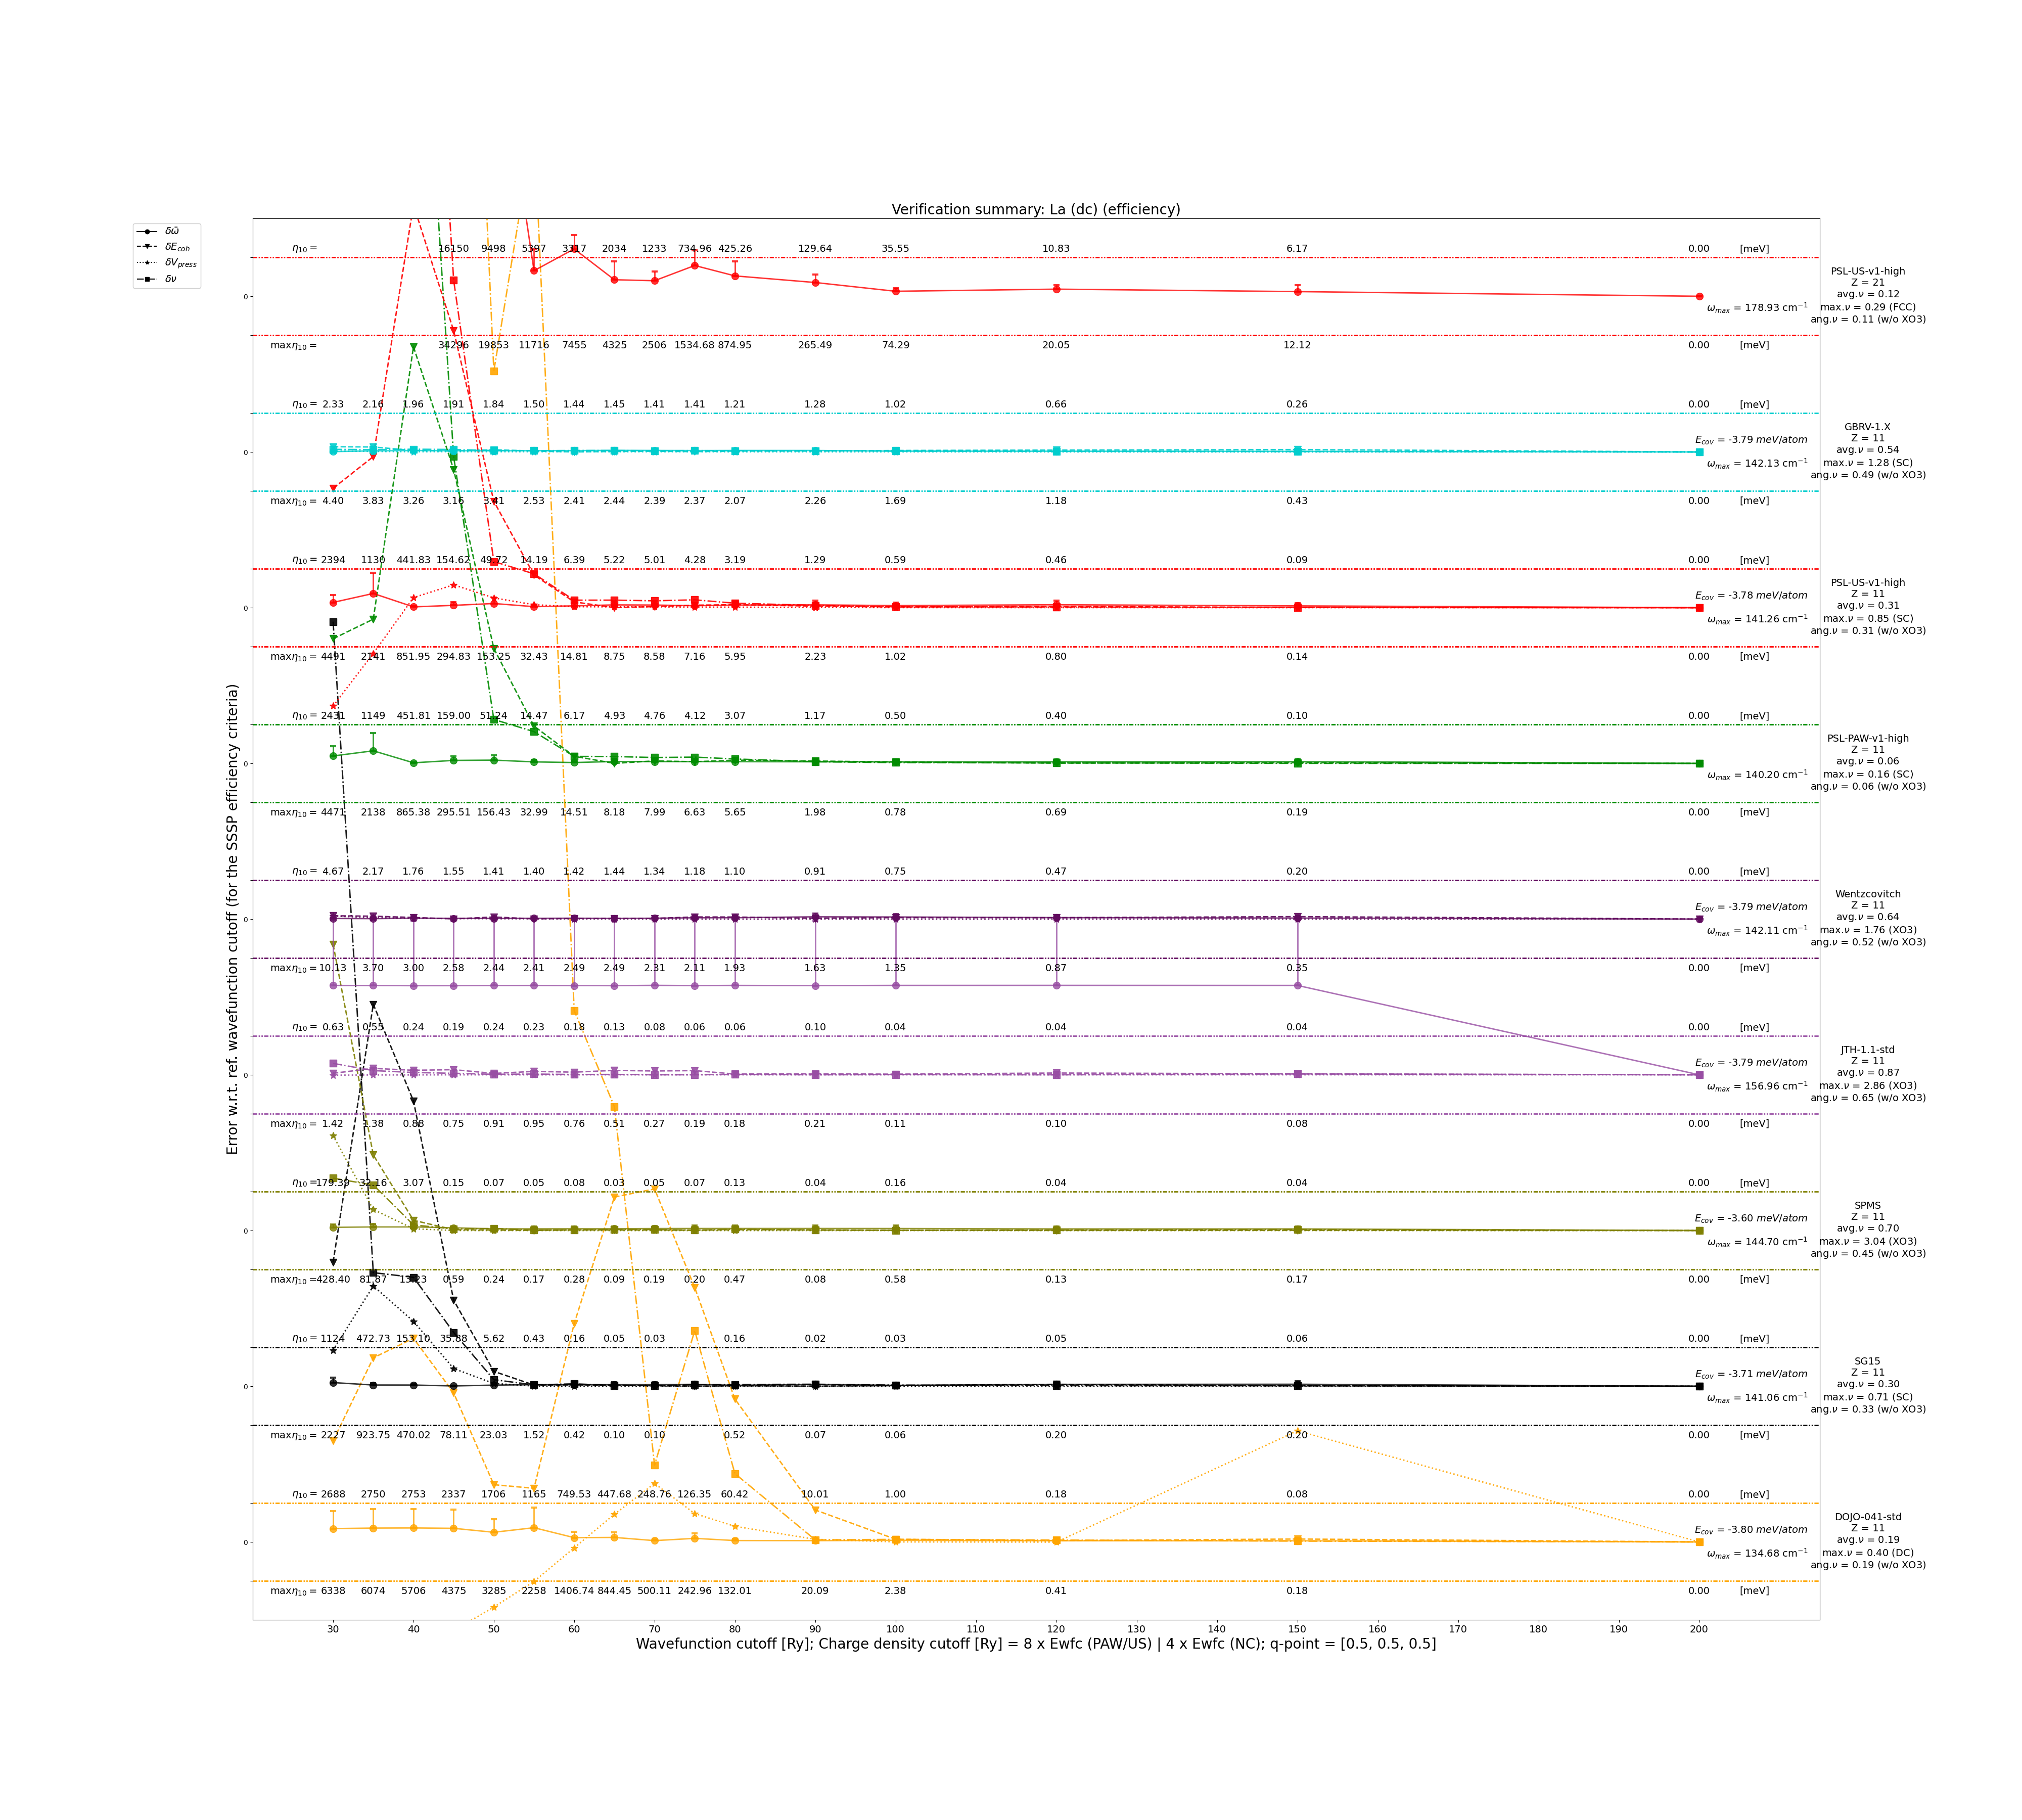 Verification summary: La (dc) (efficiency)
δω̄
δE_coh
δV_press
δν
η₁₀ = 16150 9498 5397 3317 2034 1233 734.96 425.26 129.64 35.55 10.83 6.17 0.00 [meV]
0
ω_max = 178.93 cm⁻¹
PSL-US-v1-high
Z = 21
avg.ν = 0.12
max.ν = 0.29 (FCC)
ang.ν = 0.11 (w/o XO3)
maxη₁₀ = 34296 19853 11716 7455 4325 2506 1534.68 874.95 265.49 74.29 20.05 12.12 0.00 [meV]
η₁₀ = 2.33 2.16 1.96 1.91 1.84 1.50 1.44 1.45 1.41 1.41 1.21 1.28 1.02 0.66 0.26 0.00 [meV]
0
E_cov = -3.79 meV/atom
ω_max = 142.13 cm⁻¹
GBRV-1.X
Z = 11
avg.ν = 0.54
max.ν = 1.28 (SC)
ang.ν = 0.49 (w/o XO3)
maxη₁₀ = 4.40 3.83 3.26 3.16 3.41 2.53 2.41 2.44 2.39 2.37 2.07 2.26 1.69 1.18 0.43 0.00 [meV]
η₁₀ = 2394 1130 441.83 154.62 49.72 14.19 6.39 5.22 5.01 4.28 3.19 1.29 0.59 0.46 0.09 0.00 [meV]
0
E_cov = -3.78 meV/atom
ω_max = 141.26 cm⁻¹
PSL-US-v1-high
Z = 11
avg.ν = 0.31
max.ν = 0.85 (SC)
ang.ν = 0.31 (w/o XO3)
maxη₁₀ = 4491 2141 851.95 294.83 153.25 32.43 14.81 8.75 8.58 7.16 5.95 2.23 1.02 0.80 0.14 0.00 [meV]
η₁₀ = 2431 1149 451.81 159.00 51.24 14.47 6.17 4.93 4.76 4.12 3.07 1.17 0.50 0.40 0.10 0.00 [meV]
0
ω_max = 140.20 cm⁻¹
PSL-PAW-v1-high
Z = 11
avg.ν = 0.06
max.ν = 0.16 (SC)
ang.ν = 0.06 (w/o XO3)
maxη₁₀ = 4471 2138 865.38 295.51 156.43 32.99 14.51 8.18 7.99 6.63 5.65 1.98 0.78 0.69 0.19 0.00 [meV]
η₁₀ = 4.67 2.17 1.76 1.55 1.41 1.40 1.42 1.44 1.34 1.18 1.10 0.91 0.75 0.47 0.20 0.00 [meV]
0
E_cov = -3.79 meV/atom
ω_max = 142.11 cm⁻¹
Wentzcovitch
Z = 11
avg.ν = 0.64
max.ν = 1.76 (XO3)
ang.ν = 0.52 (w/o XO3)
maxη₁₀ = 10.13 3.70 3.00 2.58 2.44 2.41 2.49 2.49 2.31 2.11 1.93 1.63 1.35 0.87 0.35 0.00 [meV]
η₁₀ = 0.63 0.55 0.24 0.19 0.24 0.23 0.18 0.13 0.08 0.06 0.06 0.10 0.04 0.04 0.04 0.00 [meV]
0
E_cov = -3.79 meV/atom
ω_max = 156.96 cm⁻¹
JTH-1.1-std
Z = 11
avg.ν = 0.87
max.ν = 2.86 (XO3)
ang.ν = 0.65 (w/o XO3)
maxη₁₀ = 1.42 1.38 0.88 0.75 0.91 0.95 0.76 0.51 0.27 0.19 0.18 0.21 0.11 0.10 0.08 0.00 [meV]
η₁₀ = 179.39 32.16 3.07 0.15 0.07 0.05 0.08 0.03 0.05 0.07 0.13 0.04 0.16 0.04 0.04 0.00 [meV]
0
E_cov = -3.60 meV/atom
ω_max = 144.70 cm⁻¹
SPMS
Z = 11
avg.ν = 0.70
max.ν = 3.04 (XO3)
ang.ν = 0.45 (w/o XO3)
maxη₁₀ = 428.40 81.87 13.23 0.59 0.24 0.17 0.28 0.09 0.19 0.20 0.47 0.08 0.58 0.13 0.17 0.00 [meV]
η₁₀ = 1124 472.73 153.10 35.88 5.62 0.43 0.16 0.05 0.03 0.16 0.02 0.03 0.05 0.06 0.00 [meV]
0
E_cov = -3.71 meV/atom
ω_max = 141.06 cm⁻¹
SG15
Z = 11
avg.ν = 0.30
max.ν = 0.71 (SC)
ang.ν = 0.33 (w/o XO3)
maxη₁₀ = 2227 923.75 470.02 78.11 23.03 1.52 0.42 0.10 0.10 0.52 0.07 0.06 0.20 0.20 0.00 [meV]
η₁₀ = 2688 2750 2753 2337 1706 1165 749.53 447.68 248.76 126.35 60.42 10.01 1.00 0.18 0.08 0.00 [meV]
0
E_cov = -3.80 meV/atom
ω_max = 134.68 cm⁻¹
DOJO-041-std
Z = 11
avg.ν = 0.19
max.ν = 0.40 (DC)
ang.ν = 0.19 (w/o XO3)
maxη₁₀ = 6338 6074 5706 4375 3285 2258 1406.74 844.45 500.11 242.96 132.01 20.09 2.38 0.41 0.18 0.00 [meV]
30 40 50 60 70 80 90 100 110 120 130 140 150 160 170 180 190 200
Wavefunction cutoff [Ry]; Charge density cutoff [Ry] = 8 x Ewfc (PAW/US) | 4 x Ewfc (NC); q-point = [0.5, 0.5, 0.5]
Error w.r.t. ref. wavefunction cutoff (for the SSSP efficiency criteria)